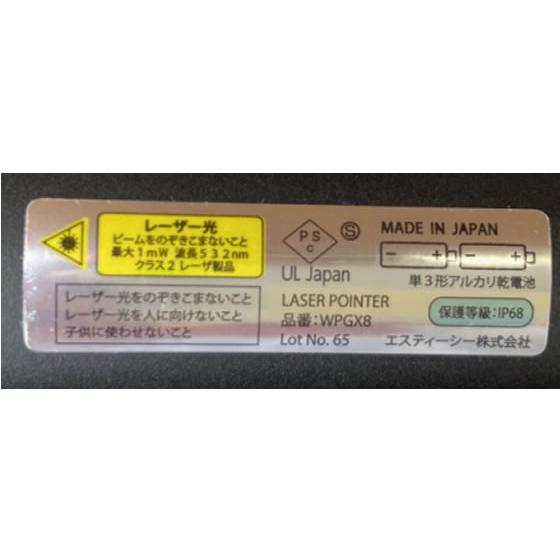 レーザー光
ビームをのぞきこまないこと
最大1mW 波長532nm
クラス2 レーザ製品
レーザー光をのぞきこまないこと
レーザー光を人に向けないこと
子供に使わせないこと
PS
C
UL Japan
LASER POINTER
品番:WPGX8
Lot No. 65
S
MADE IN JAPAN
− + − +
単3形アルカリ乾電池
保護等級:IP68
エスティーシー株式会社